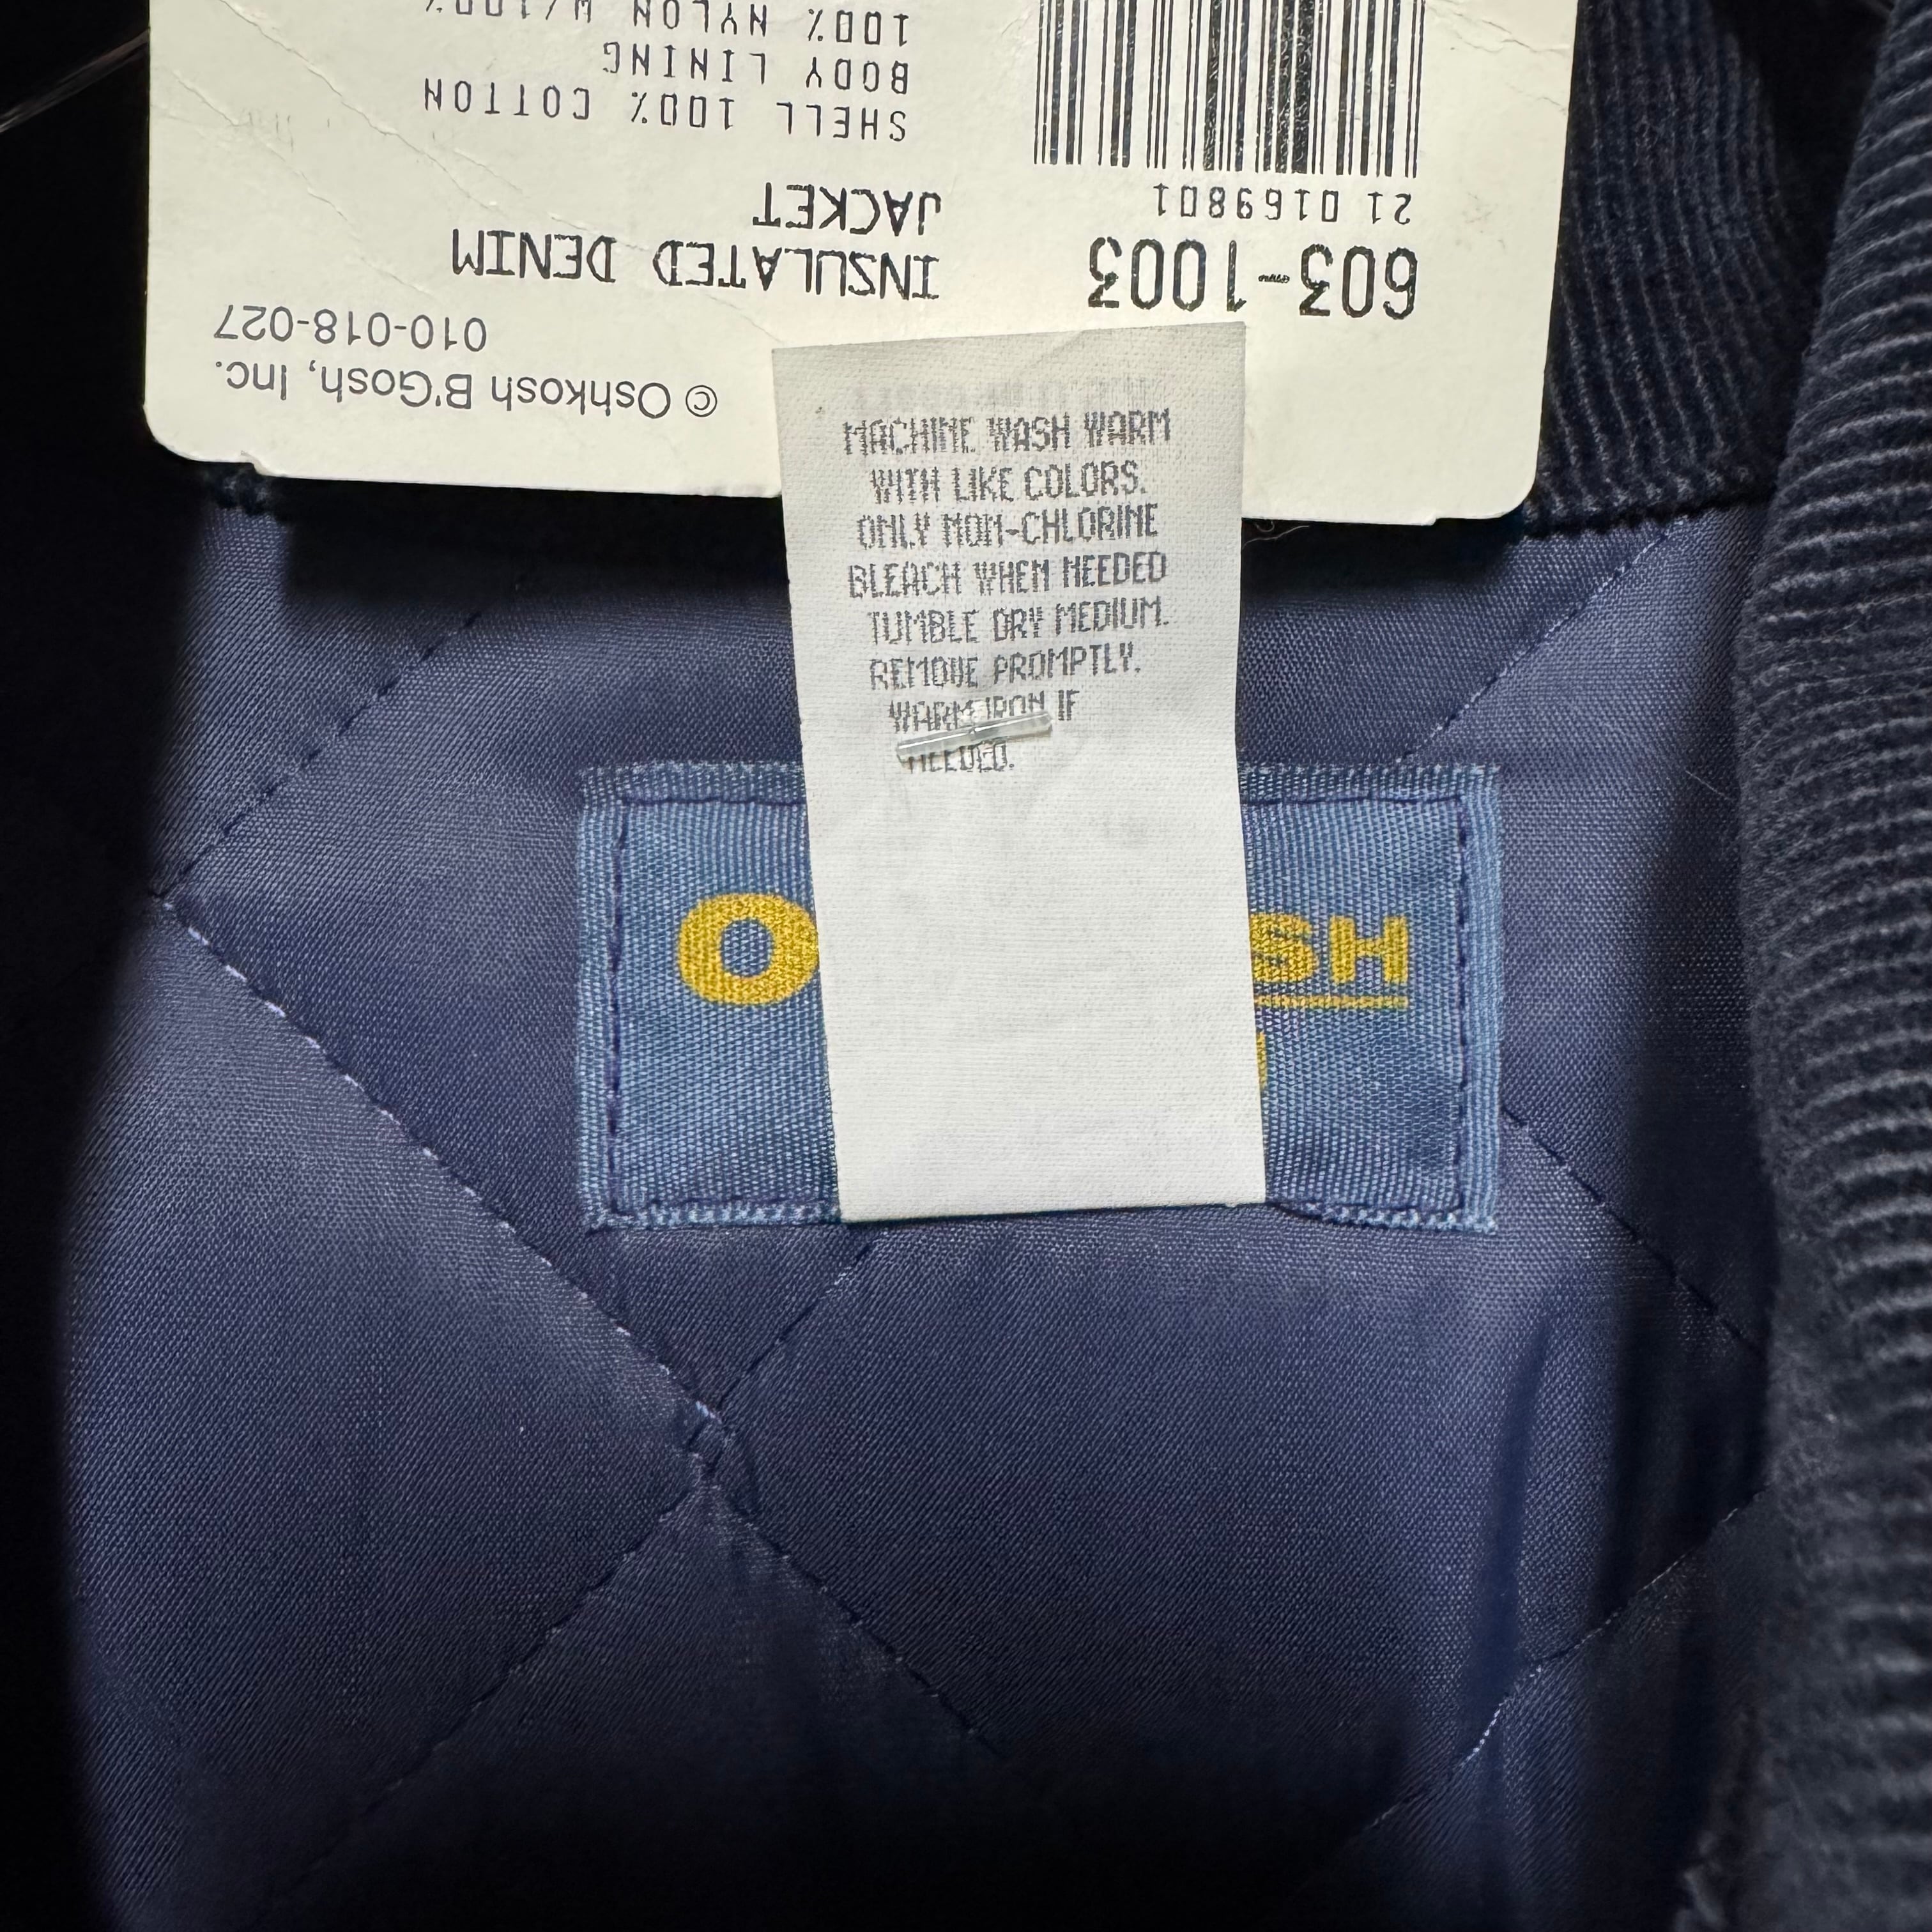 © Oshkosh B'Gosh, Inc.
010-018-027
603-1003
21 0169801
INSULATED DENIM
JACKET
SHELL 100% COTTON
BODY LINING
100% NYLON W/100%
MACHINE WASH WARM
WITH LIKE COLORS.
ONLY NON-CHLORINE
BLEACH WHEN NEEDED
TUMBLE DRY MEDIUM.
REMOVE PROMPTLY.
WARM IRON IF
NEEDED.
O
SH